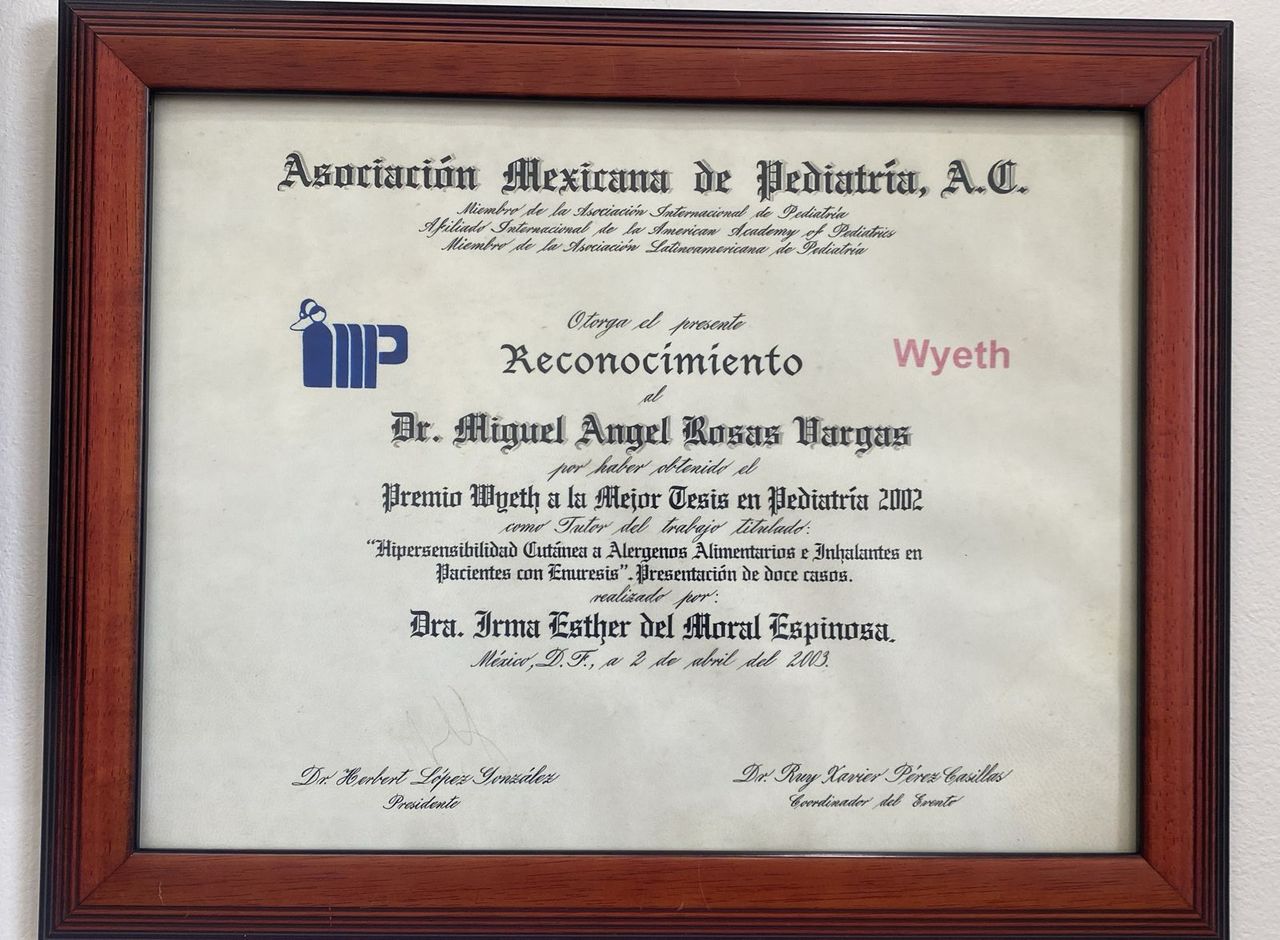 Asociación Mexicana de Pediatría, A.C.
Miembro de la Asociación Internacional de Pediatría
Afiliado Internacional de la American Academy of Pediatrics
Miembro de la Asociación Latinoamericana de Pediatría
Otorga el presente
Reconocimiento
Wyeth
al
Dr. Miguel Angel Rosas Vargas
por haber obtenido el
Premio Wyeth a la Mejor Tesis en Pediatría 2002
como Tutor del trabajo titulado:
“Hipersensibilidad Cutánea a Alergenos Alimentarios e Inhalantes en
Pacientes con Enuresis”. Presentación de doce casos.
realizado por:
Dra. Irma Esther del Moral Espinosa.
México, D.F., a 2 de abril del 2003.
Dr. Herbert López González
Presidente
Dr. Ruy Xavier Pérez Casillas
Coordinador del Evento